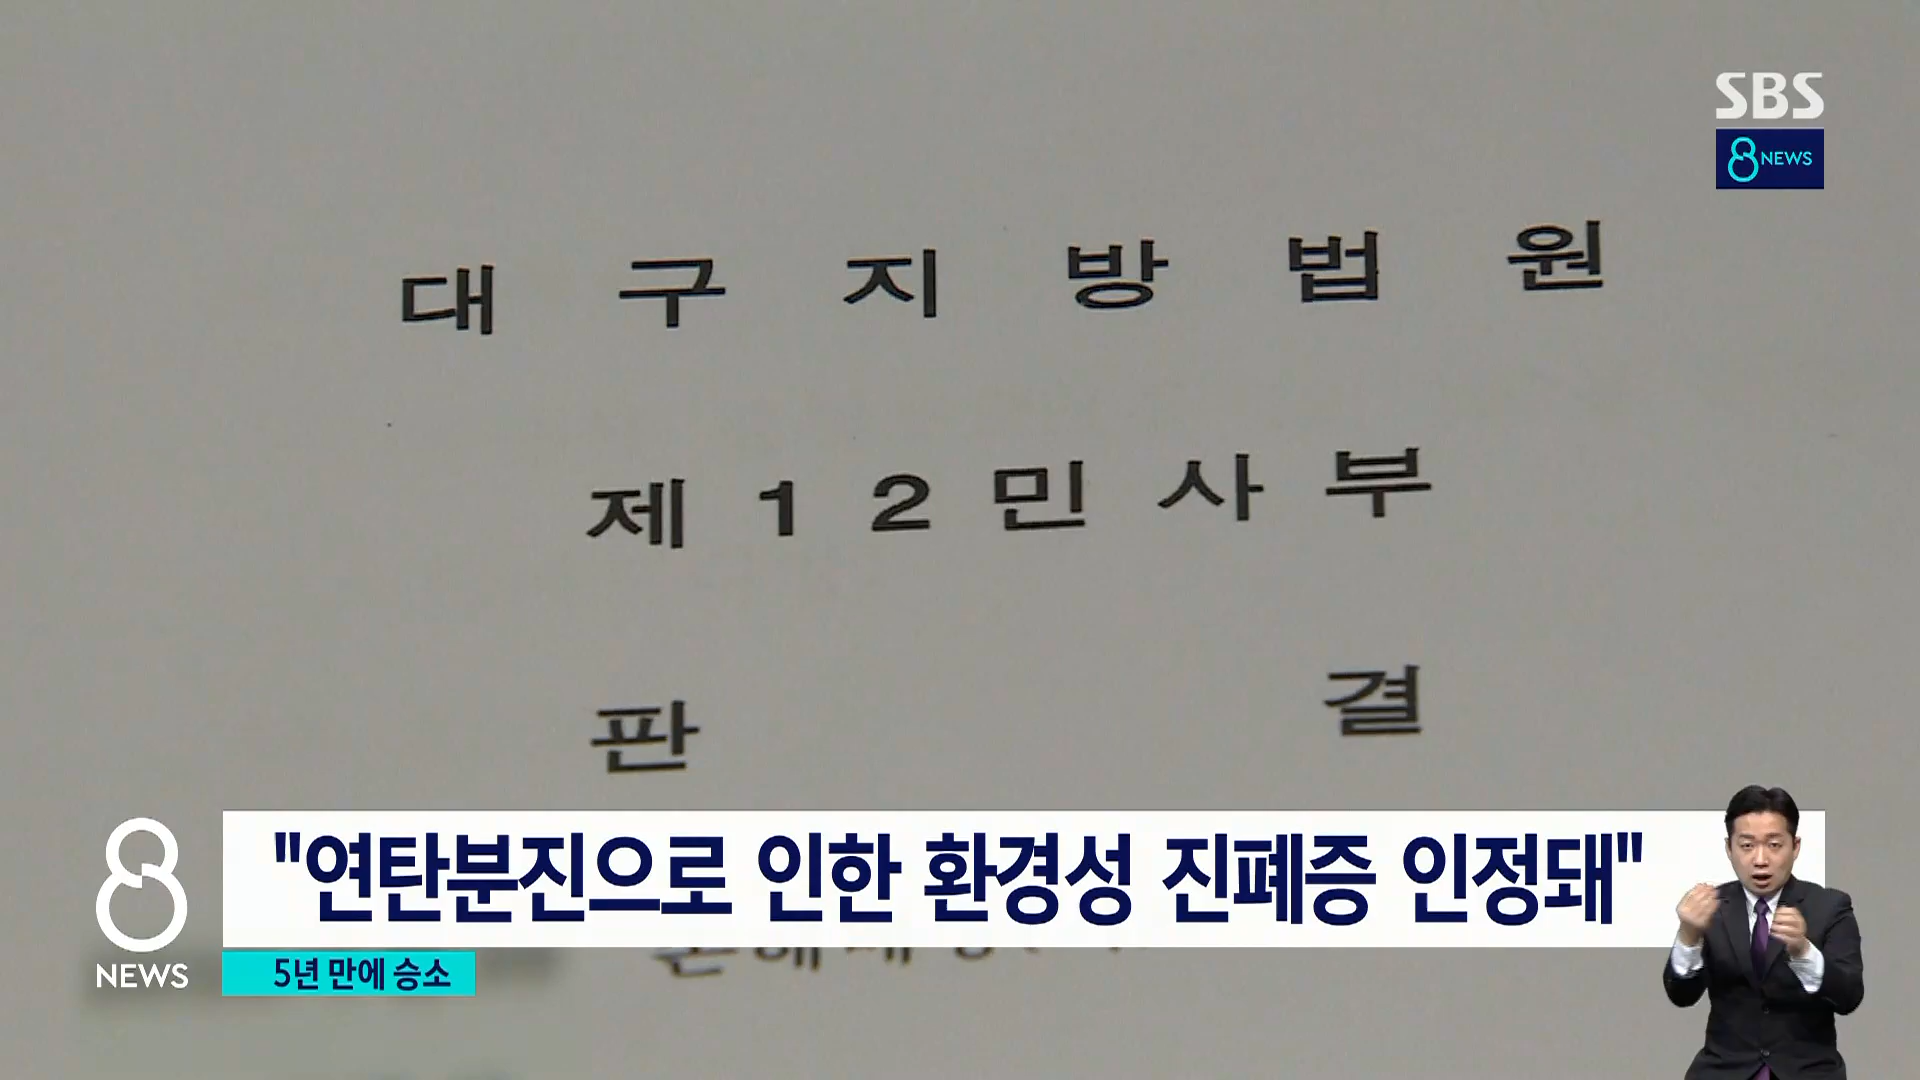 SBS
8 NEWS
대 구 지 방 법 원
제 1 2 민 사 부
판 결
"연탄분진으로 인한 환경성 진폐증 인정돼"
8
NEWS
5년 만에 승소